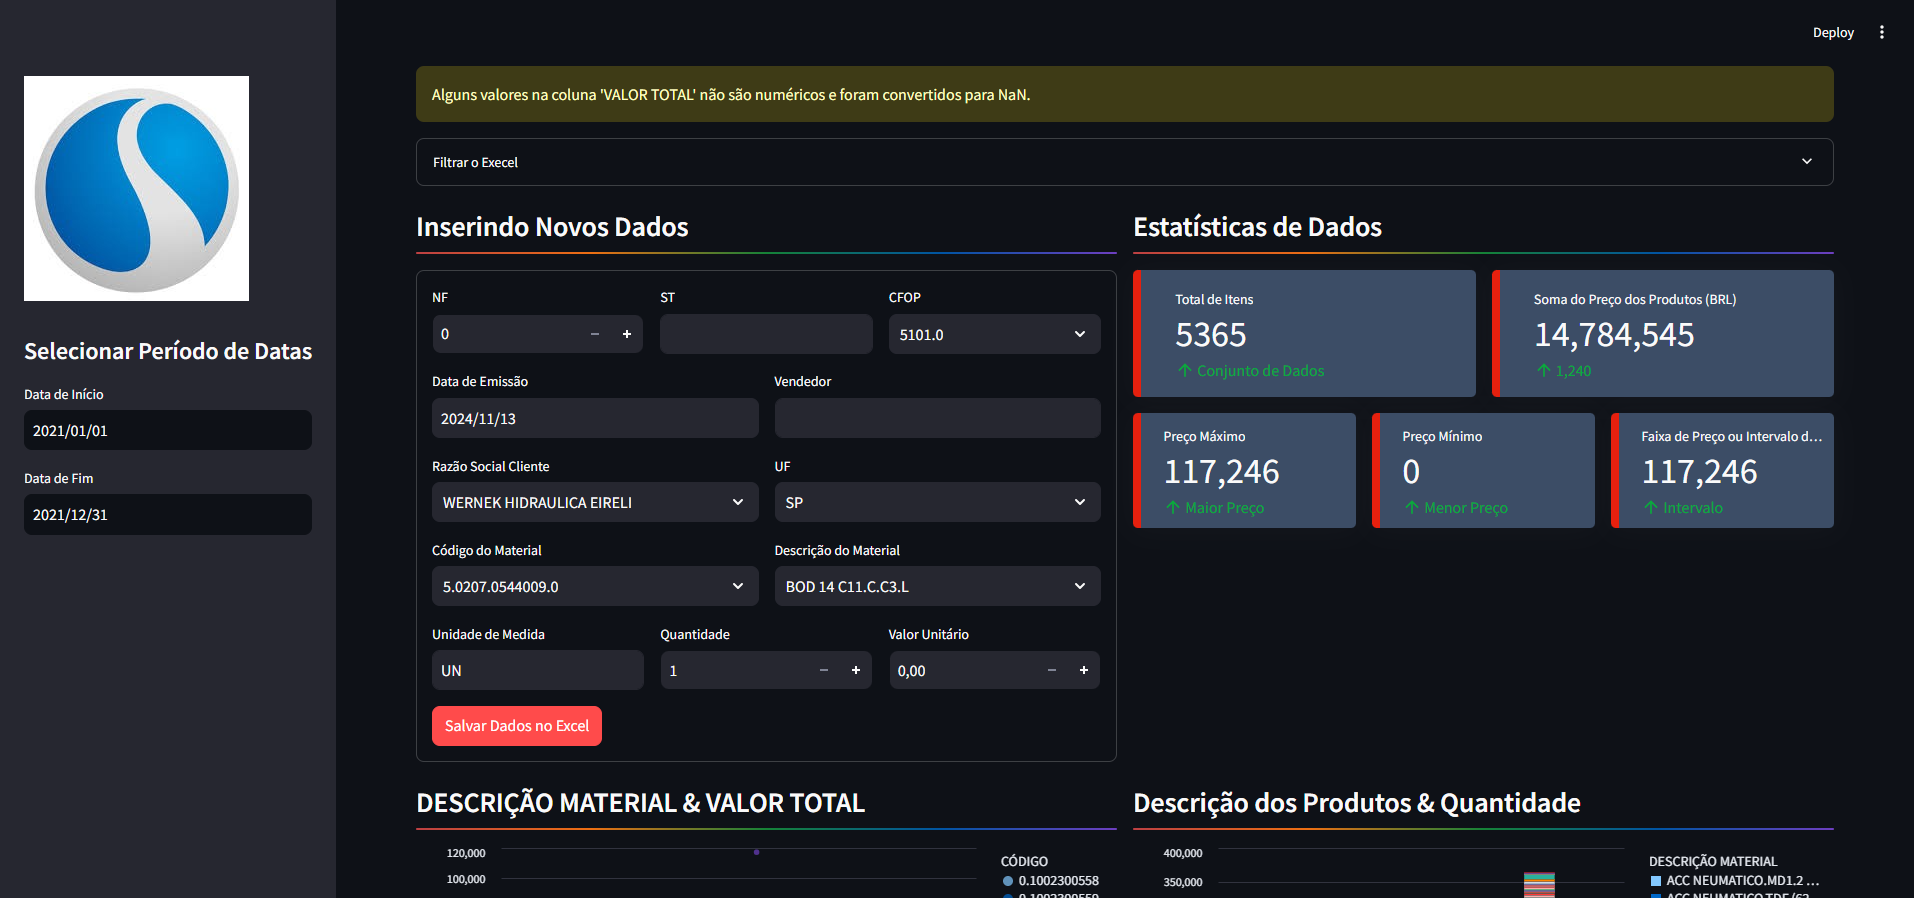 Deploy
Alguns valores na coluna 'VALOR TOTAL' não são numéricos e foram convertidos para NaN.
Filtrar o Execel
Selecionar Período de Datas
Data de Início
2021/01/01
Data de Fim
2021/12/31
Inserindo Novos Dados
NF
ST
CFOP
0
5101.0
Data de Emissão
Vendedor
2024/11/13
Razão Social Cliente
UF
WERNEK HIDRAULICA EIRELI
SP
Código do Material
Descrição do Material
5.0207.0544009.0
BOD 14 C11.C.C3.L
Unidade de Medida
Quantidade
Valor Unitário
UN
1
0,00
Salvar Dados no Excel
Estatísticas de Dados
Total de Itens
5365
Conjunto de Dados
Soma do Preço dos Produtos (BRL)
14,784,545
1,240
Preço Máximo
117,246
Maior Preço
Preço Mínimo
0
Menor Preço
Faixa de Preço ou Intervalo d...
117,246
Intervalo
DESCRIÇÃO MATERIAL & VALOR TOTAL
120,000
100,000
CÓDIGO
0.1002300558
Descrição dos Produtos & Quantidade
400,000
350,000
DESCRIÇÃO MATERIAL
ACC NEUMATICO.MD1.2 ...